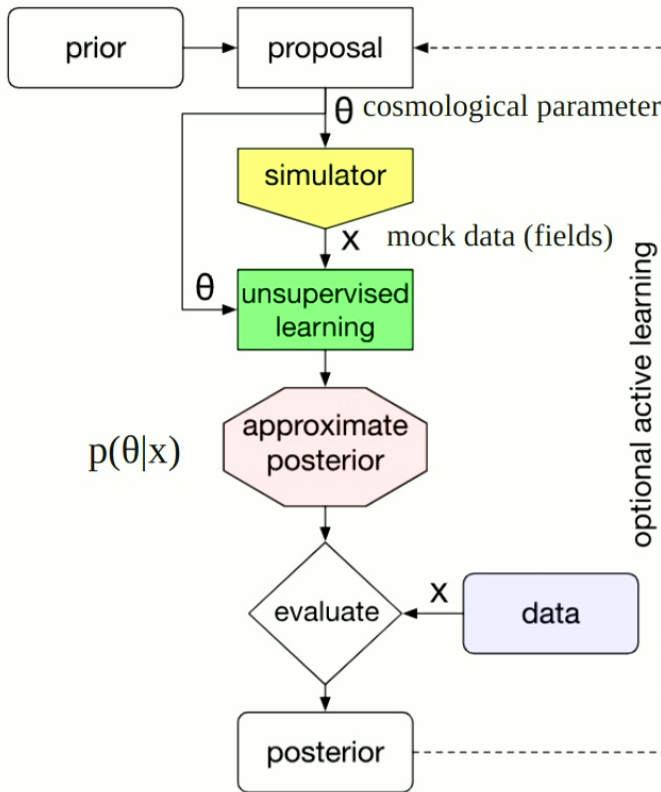 prior
proposal
θ cosmological parameter
simulator
x mock data (fields)
θ
unsupervised
learning
approximate
posterior
p(θ|x)
optional active learning
evaluate
x
data
posterior